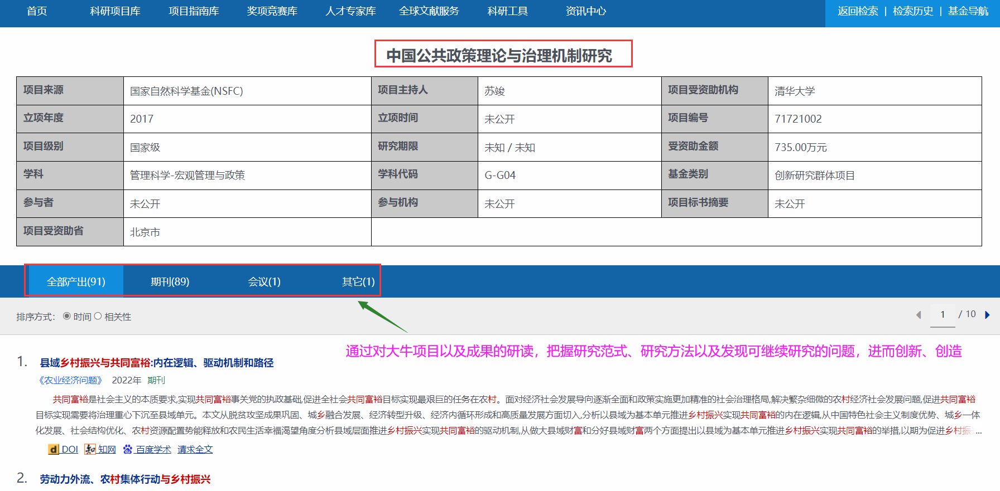 首页 科研项目库 项目指南库 奖项竞赛库 人才专家库 全球文献服务 科研工具 资讯中心 返回检索 | 检索历史 | 基金导航
中国公共政策理论与治理机制研究
项目来源 国家自然科学基金(NSFC) 项目主持人 苏竣 项目受资助机构 清华大学
立项年度 2017 立项时间 未公开 项目编号 71721002
项目级别 国家级 研究期限 未知 / 未知 受资助金额 735.00万元
学科 管理科学-宏观管理与政策 学科代码 G-G04 基金类别 创新研究群体项目
参与者 未公开 参与机构 未公开 项目标书摘要 未公开
项目受资助省 北京市
全部产出(91) 期刊(89) 会议(1) 其它(1)
排序方式： 时间 相关性 1 / 10
通过对大牛项目以及成果的研读，把握研究范式、研究方法以及发现可继续研究的问题，进而创新、创造
1. 县域乡村振兴与共同富裕:内在逻辑、驱动机制和路径
《农业经济问题》 2022年 期刊
共同富裕是社会主义的本质要求,实现共同富裕事关党的执政基础,促进全社会共同富裕目标实现最艰巨的任务在农村。面对经济社会发展导向逐渐全面和政策实施更加精准的社会治理格局,解决繁杂细微的农村经济社会发展问题,促进共同富裕
目标实现需要将治理重心下沉至县域单元。本文从脱贫攻坚成果巩固、城乡融合发展、经济转型升级、经济内循环形成和高质量发展方面切入,分析以县域为基本单元推进乡村振兴实现共同富裕的内在逻辑,从中国特色社会主义制度优势、城乡一体
化发展、社会结构优化、农村资源配置势能释放和农民生活幸福渴望角度分析县域层面推进乡村振兴实现共同富裕的驱动机制,从做大县域财富和分好县域财富两个方面提出以县域为基本单元推进乡村振兴实现共同富裕的举措,以期为促进乡村振...
DOI 知网 百度学术 请求全文
2. 劳动力外流、农村集体行动与乡村振兴